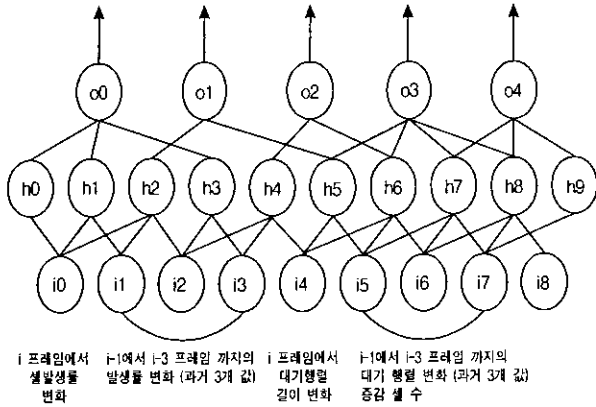 o0 o1 o2 o3 o4
h0 h1 h2 h3 h4 h5 h6 h7 h8 h9
i0 i1 i2 i3 i4 i5 i6 i7 i8
i 프레임에서
셀발생률
변화
i-1에서 i-3 프레임 까지의
발생률 변화 (과거 3개 값)
i 프레임에서
대기행렬
길이 변화
i-1에서 i-3 프레임 까지의
대기 행렬 변화 (과거 3개 값)
증감 셀 수